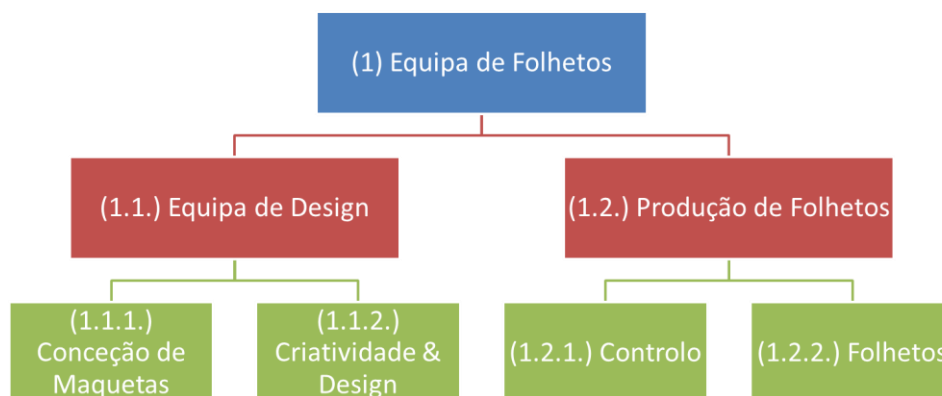 (1) Equipa de Folhetos
(1.1.) Equipa de Design
(1.2.) Produção de Folhetos
(1.1.1.)
Conceção de
Maquetas
(1.1.2.)
Criatividade &
Design
(1.2.1.) Controlo
(1.2.2.) Folhetos